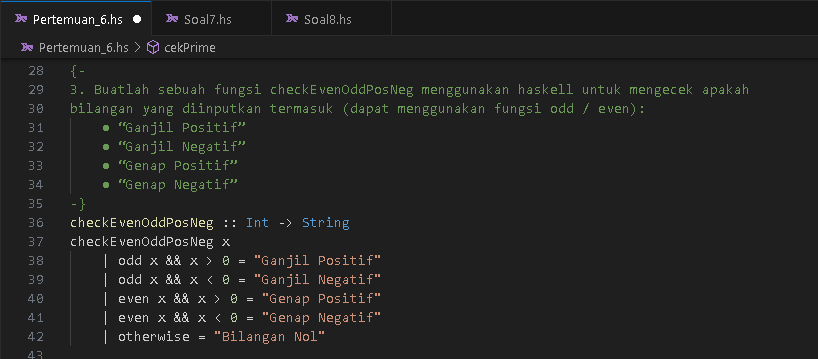 Pertemuan_6.hs ● Soal7.hs Soal8.hs
Pertemuan_6.hs > cekPrime
28 {-
29 3. Buatlah sebuah fungsi checkEvenOddPosNeg menggunakan haskell untuk mengecek apakah
30 bilangan yang diinputkan termasuk (dapat menggunakan fungsi odd / even):
31 ● “Ganjil Positif”
32 ● “Ganjil Negatif”
33 ● “Genap Positif”
34 ● “Genap Negatif”
35 -}
36 checkEvenOddPosNeg :: Int -> String
37 checkEvenOddPosNeg x
38 | odd x && x > 0 = "Ganjil Positif"
39 | odd x && x < 0 = "Ganjil Negatif"
40 | even x && x > 0 = "Genap Positif"
41 | even x && x < 0 = "Genap Negatif"
42 | otherwise = "Bilangan Nol"
43